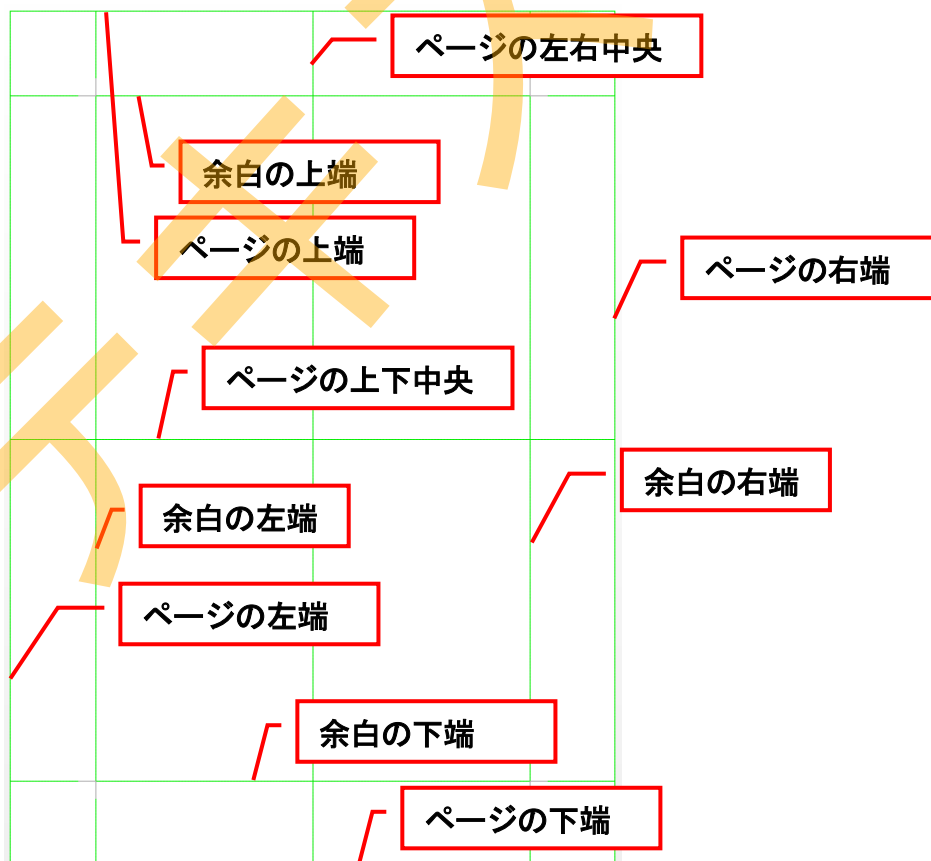 ページの左右中央
余白の上端
ページの上端
ページの右端
ページの上下中央
余白の右端
余白の左端
ページの左端
余白の下端
ページの下端